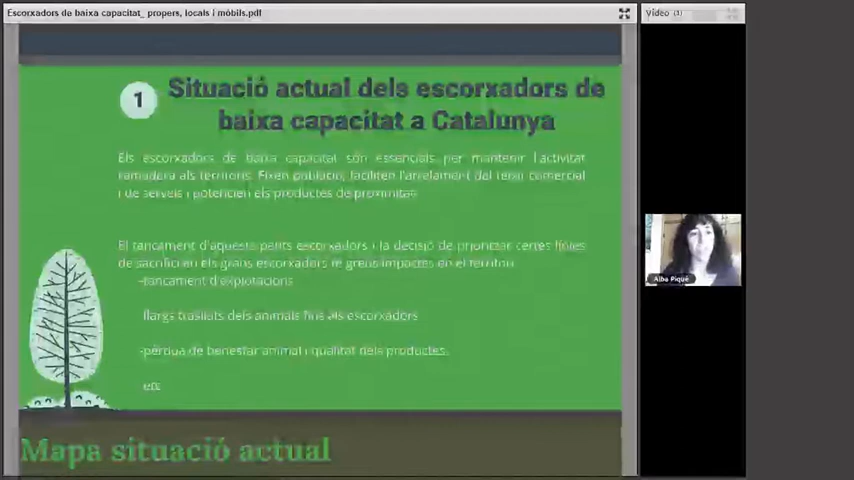 Escorxadors de baixa capacitat_ propers, locals i mòbils.pdf
Vídeo (1)
1
Situació actual dels escorxadors de
baixa capacitat a Catalunya
Els escorxadors de baixa capacitat són essencials per mantenir l'activitat
ramadera als territoris. Fixen població, faciliten l'arrelament del teixit comercial
i de serveis i potencien els productes de proximitat.
El tancament d'aquests petits escorxadors i la decisió de prioritzar certes línies
de sacrifici en els grans escorxadors té grans impactes en el territori:
-tancament d'explotacions
llargs trasllats dels animals fins als escorxadors
-pèrdua de benestar animal i qualitat dels productes.
etc
Alba Piqué
Mapa situació actual